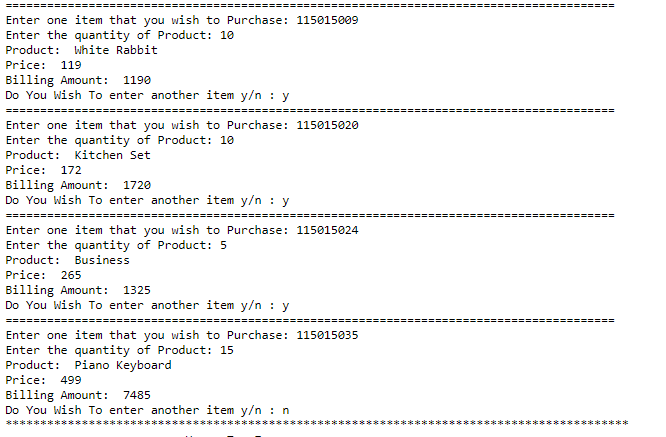 ========================================================================================
Enter one item that you wish to Purchase: 115015009
Enter the quantity of Product: 10
Product:  White Rabbit
Price:  119
Billing Amount:  1190
Do You Wish To enter another item y/n : y
========================================================================================
Enter one item that you wish to Purchase: 115015020
Enter the quantity of Product: 10
Product:  Kitchen Set
Price:  172
Billing Amount:  1720
Do You Wish To enter another item y/n : y
========================================================================================
Enter one item that you wish to Purchase: 115015024
Enter the quantity of Product: 5
Product:  Business
Price:  265
Billing Amount:  1325
Do You Wish To enter another item y/n : y
========================================================================================
Enter one item that you wish to Purchase: 115015035
Enter the quantity of Product: 15
Product:  Piano Keyboard
Price:  499
Billing Amount:  7485
Do You Wish To enter another item y/n : n
******************************************************************************************